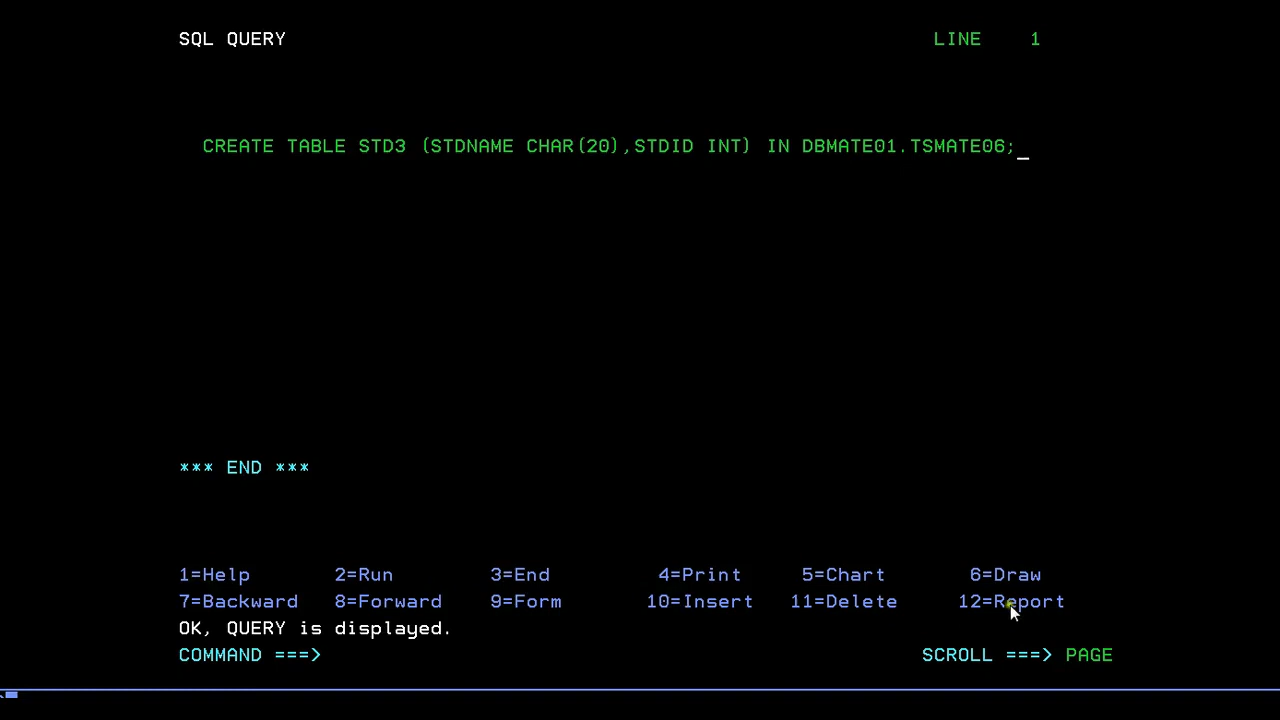 SQL QUERY LINE 1
CREATE TABLE STD3 (STDNAME CHAR(20),STDID INT) IN DBMATE01.TSMATE06;_
*** END ***
1=Help 2=Run 3=End 4=Print 5=Chart 6=Draw
7=Backward 8=Forward 9=Form 10=Insert 11=Delete 12=Report
OK, QUERY is displayed.
COMMAND ===> SCROLL ===> PAGE